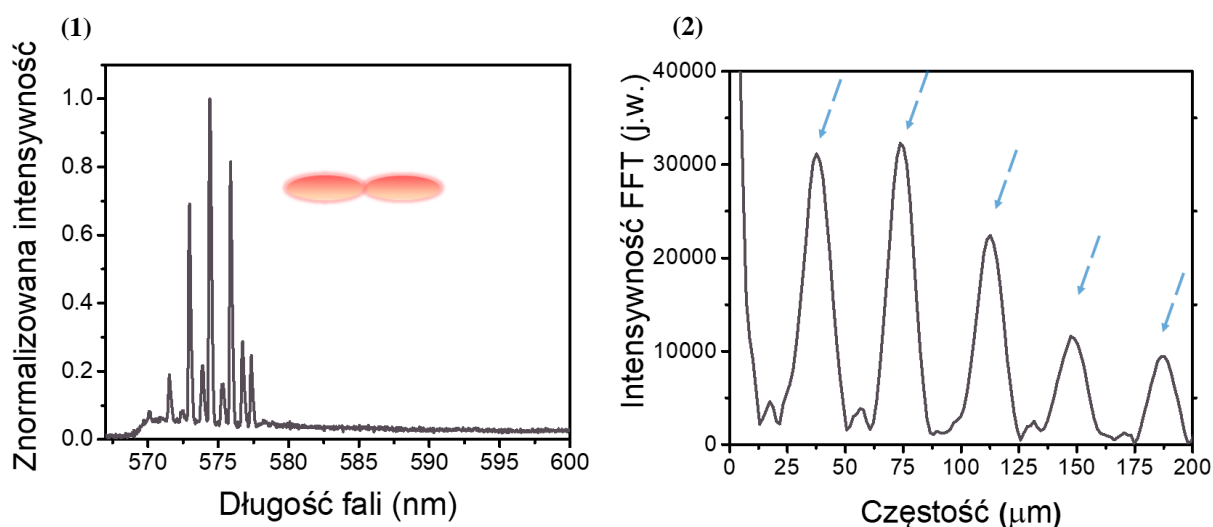 (1)
Znormalizowana intensywność
1.0
0.8
0.6
0.4
0.2
0.0
570 575 580 585 590 595 600
Długość fali (nm)
(2)
Intensywność FFT (j.w.)
40000
30000
20000
10000
0
0 25 50 75 100 125 150 175 200
Częstość (μm)